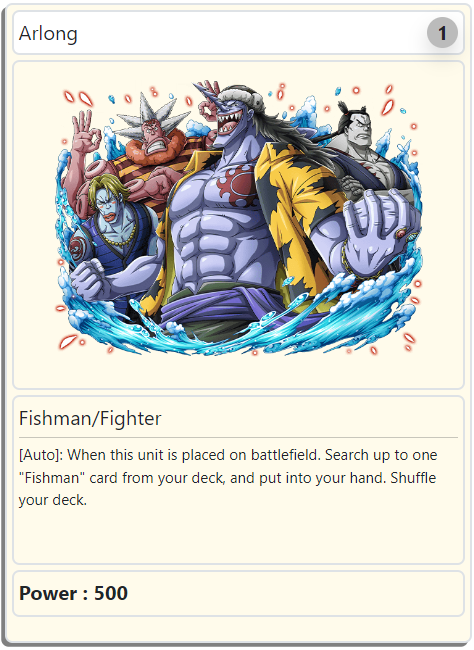 Arlong
1
Fishman/Fighter
[Auto]: When this unit is placed on battlefield. Search up to one
"Fishman" card from your deck, and put into your hand. Shuffle
your deck.
Power : 500